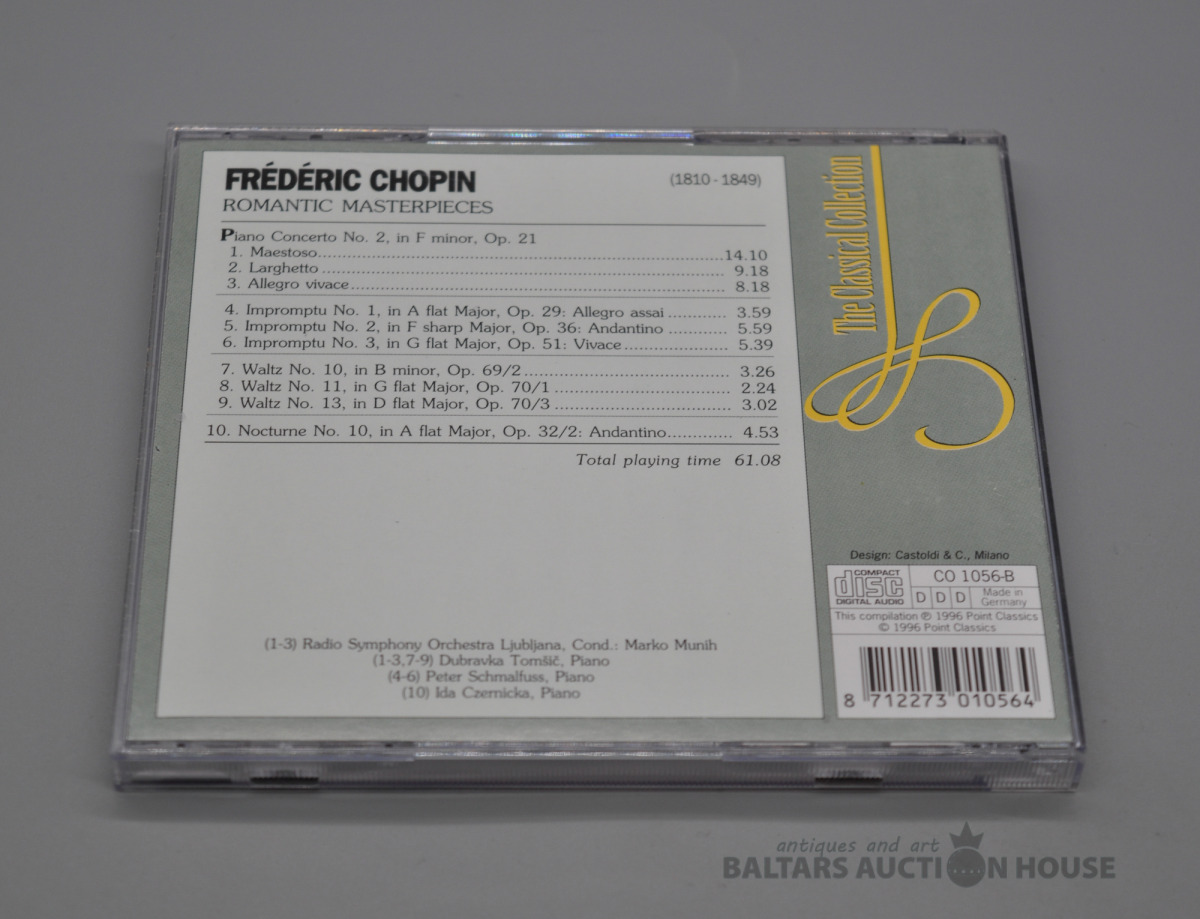 FRÉDÉRIC CHOPIN (1810 - 1849)
ROMANTIC MASTERPIECES
Piano Concerto No. 2, in F minor, Op. 21
1. Maestoso 14.10
2. Larghetto 9.18
3. Allegro vivace 8.18
4. Impromptu No. 1, in A flat Major, Op. 29: Allegro assai 3.59
5. Impromptu No. 2, in F sharp Major, Op. 36: Andantino 5.59
6. Impromptu No. 3, in G flat Major, Op. 51: Vivace 5.39
7. Waltz No. 10, in B minor, Op. 69/2 3.26
8. Waltz No. 11, in G flat Major, Op. 70/1 2.24
9. Waltz No. 13, in D flat Major, Op. 70/3 3.02
10. Nocturne No. 10, in A flat Major, Op. 32/2: Andantino 4.53
Total playing time 61.08
(1-3) Radio Symphony Orchestra Ljubljana, Cond.: Marko Munih
(1-3,7-9) Dubravka Tomšič, Piano
(4-6) Peter Schmalfuss, Piano
(10) Ida Czernicka, Piano
The Classical Collection
Design: Castoldi & C., Milano
COMPACT
disc
DIGITAL AUDIO
CO 1056-B
D D D
Made in
Germany
This compilation ℗ 1996 Point Classics
© 1996 Point Classics
8 712273 010564
antiques and art
BALTARS AUCTION HOUSE